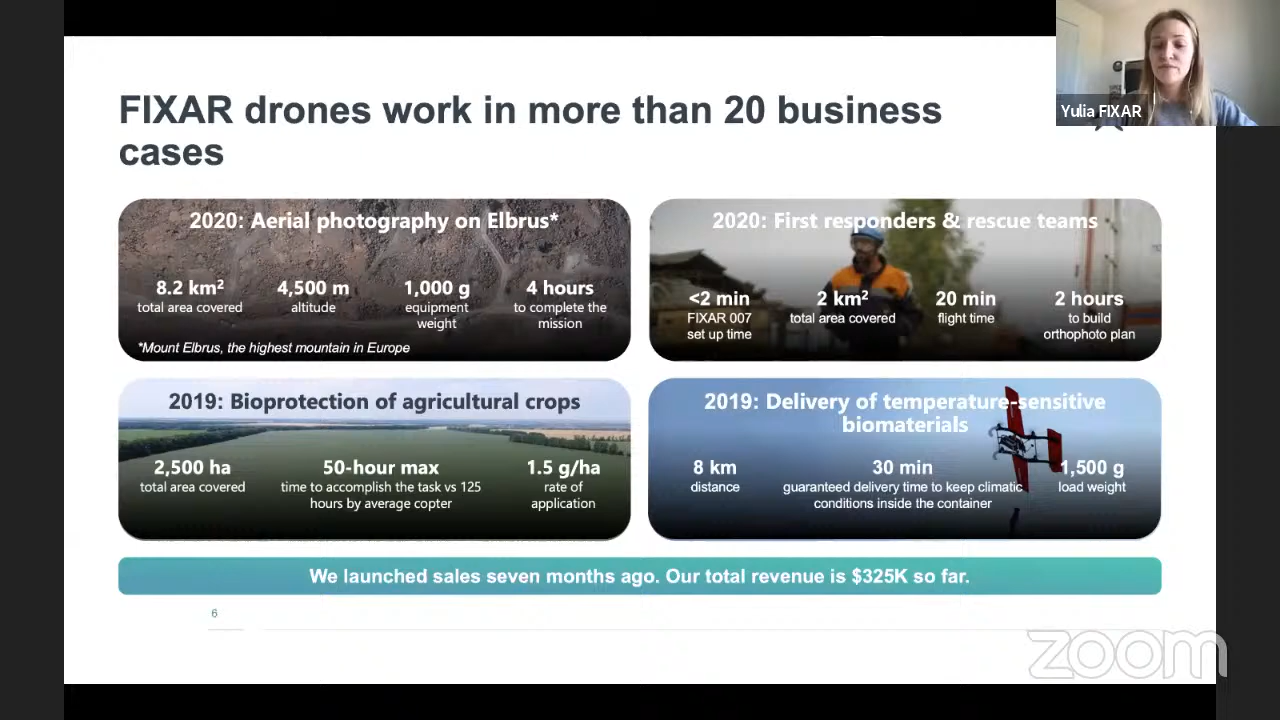 FIXAR drones work in more than 20 business
cases
Yulia FIXAR
2020: Aerial photography on Elbrus*
8.2 km²
total area covered
4,500 m
altitude
1,000 g
equipment
weight
4 hours
to complete the
mission
*Mount Elbrus, the highest mountain in Europe
2020: First responders & rescue teams
<2 min
FIXAR 007
set up time
2 km²
total area covered
20 min
flight time
2 hours
to build
orthophoto plan
2019: Bioprotection of agricultural crops
2,500 ha
total area covered
50-hour max
time to accomplish the task vs 125
hours by average copter
1.5 g/ha
rate of
application
2019: Delivery of temperature-sensitive
biomaterials
8 km
distance
30 min
guaranteed delivery time to keep climatic
conditions inside the container
1,500 g
load weight
We launched sales seven months ago. Our total revenue is $325K so far.
6
zoom